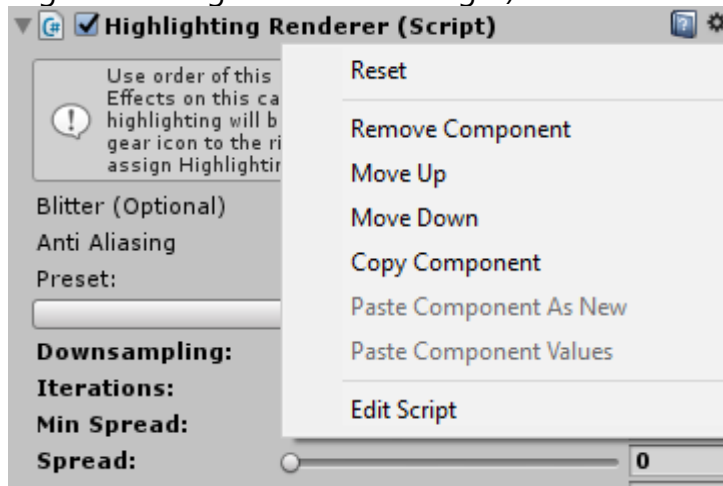 Highlighting Renderer (Script)
Use order of this
Effects on this ca
highlighting will b
gear icon to the ri
assign Highlightin
Blitter (Optional)
Anti Aliasing
Preset:
Downsampling:
Iterations:
Min Spread:
Spread:
0
Reset
Remove Component
Move Up
Move Down
Copy Component
Paste Component As New
Paste Component Values
Edit Script